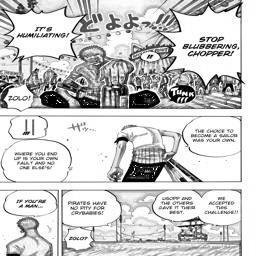 STOP
BLUBBERING,
CHOPPER!
どよよっ!!
IT'S
HUMILIATING!
!!
TUNK
!!!
ZOLO!
THE CHOICE
TO BECOME A SAILOR
WAS YOUR OWN.
!!
WHERE YOU
END UP IS YOUR OWN
FAULT AND NO
ONE ELSE'S!
WE
ACCEPTED
THIS CHALLENGE!!
USOPP AND
THE OTHERS
GAVE IT THEIR
BEST.
PIRATES HAVE
NO PITY FOR
CRYBABIES!
ZOLO?
IF YOU'RE
A MAN...